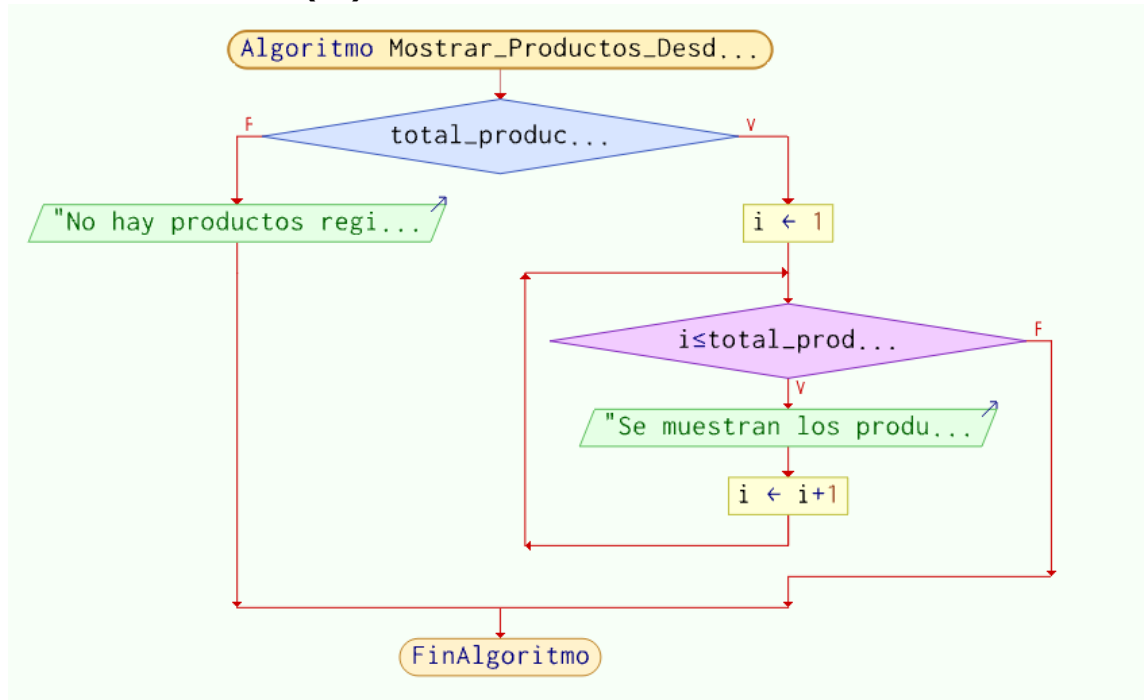 Algoritmo Mostrar_Productos_Desd...
total_produc...
F
V
"No hay productos regi...
i ← 1
i≤total_prod...
F
V
"Se muestran los produ...
i ← i+1
FinAlgoritmo